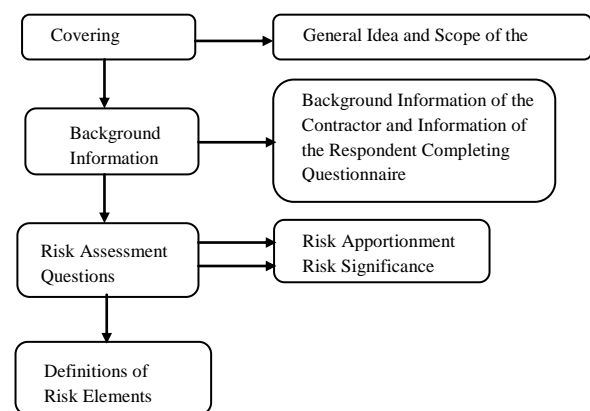 Covering
General Idea and Scope of the
Background
Information
Background Information of the
Contractor and Information of
the Respondent Completing
Questionnaire
Risk Assessment
Questions
Risk Apportionment
Risk Significance
Definitions of
Risk Elements